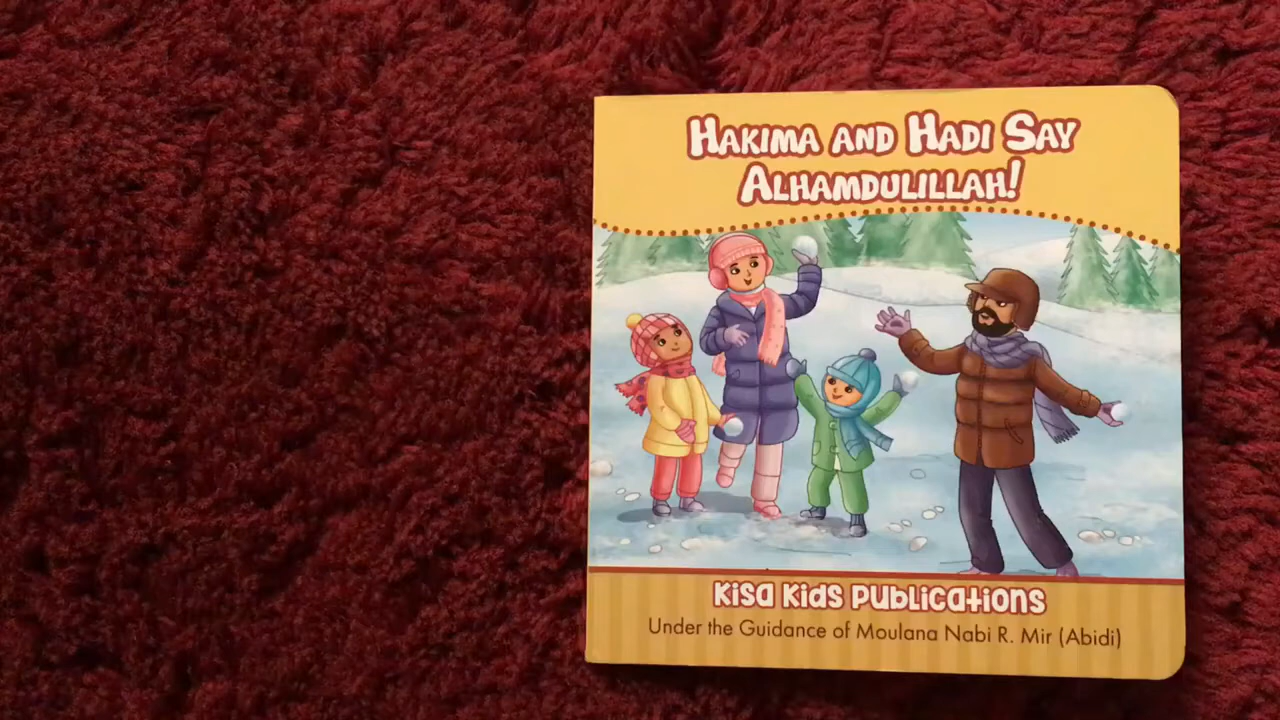 HAKIMA AND HADI SAY
ALHAMDULILLAH!
Kisa Kids Publications
Under the Guidance of Moulana Nabi R. Mir (Abidi)